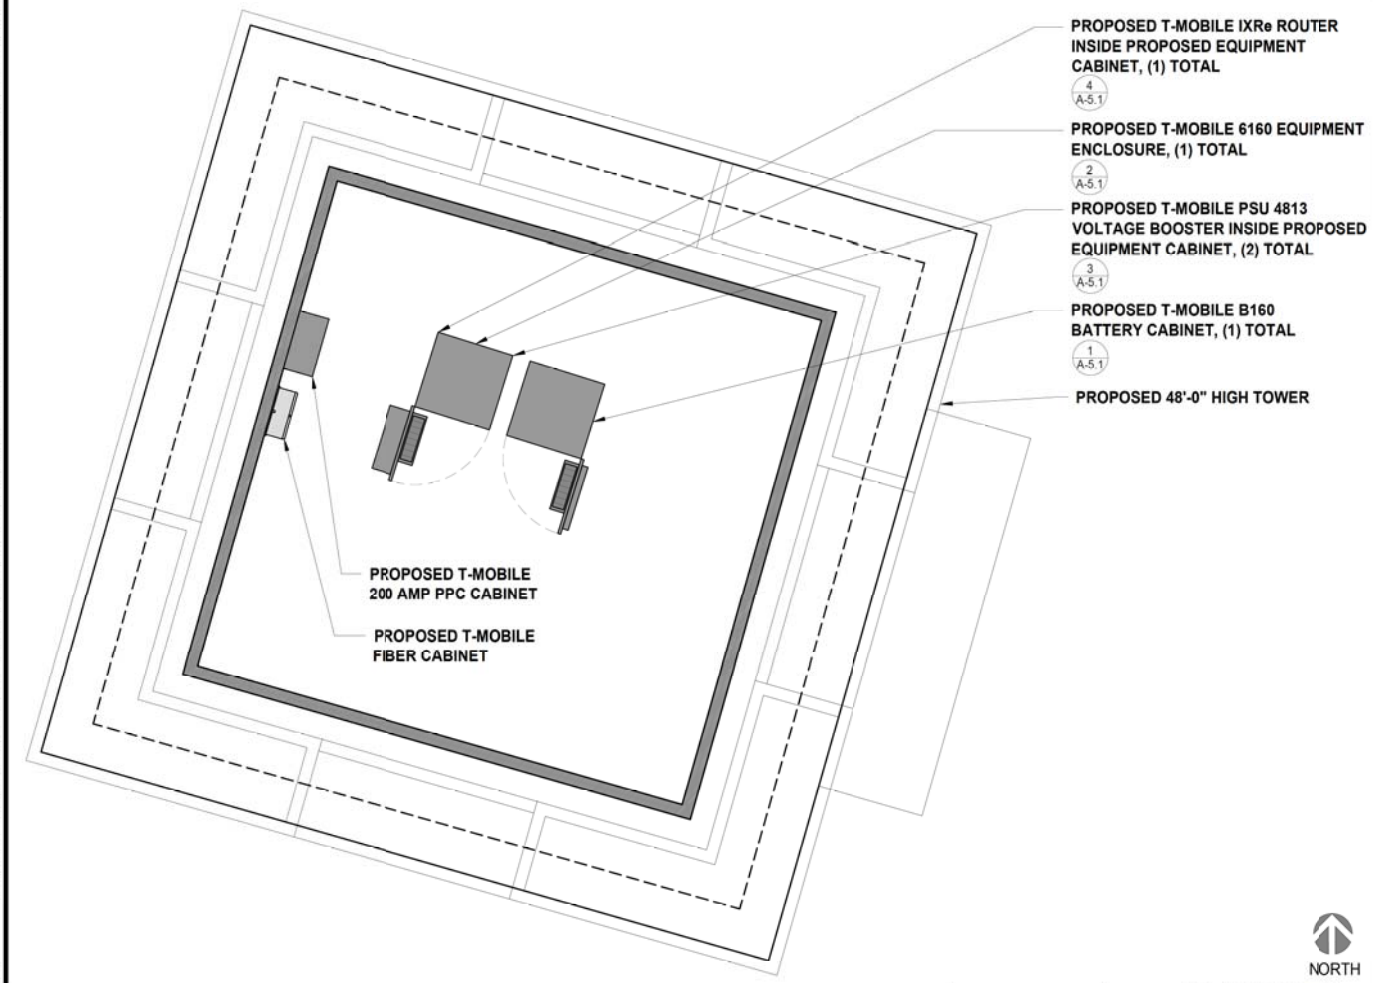 PROPOSED T-MOBILE IXRe ROUTER
INSIDE PROPOSED EQUIPMENT
CABINET, (1) TOTAL
4
A-5.1
PROPOSED T-MOBILE 6160 EQUIPMENT
ENCLOSURE, (1) TOTAL
2
A-5.1
PROPOSED T-MOBILE PSU 4813
VOLTAGE BOOSTER INSIDE PROPOSED
EQUIPMENT CABINET, (2) TOTAL
3
A-5.1
PROPOSED T-MOBILE B160
BATTERY CABINET, (1) TOTAL
1
A-5.1
PROPOSED 48'-0" HIGH TOWER
PROPOSED T-MOBILE
200 AMP PPC CABINET
PROPOSED T-MOBILE
FIBER CABINET
NORTH